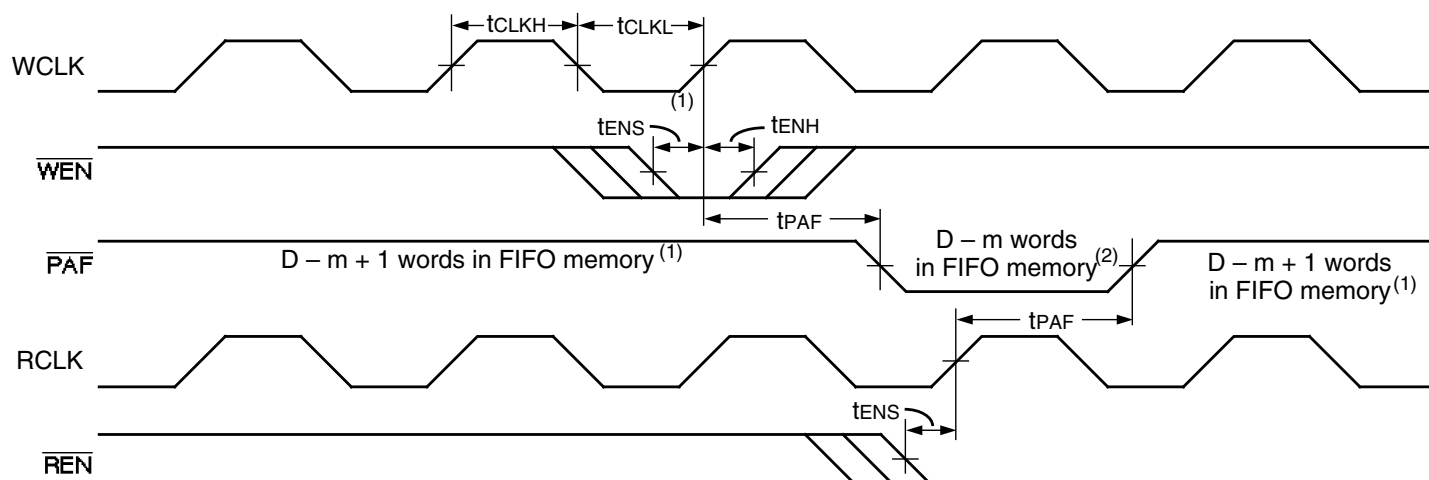 tCLKH
tCLKL
WCLK
(1)
tENS
tENH
WEN
tPAF
PAF
D – m + 1 words in FIFO memory(1)
D – m words
in FIFO memory(2)
D – m + 1 words
in FIFO memory(1)
tPAF
RCLK
tENS
REN